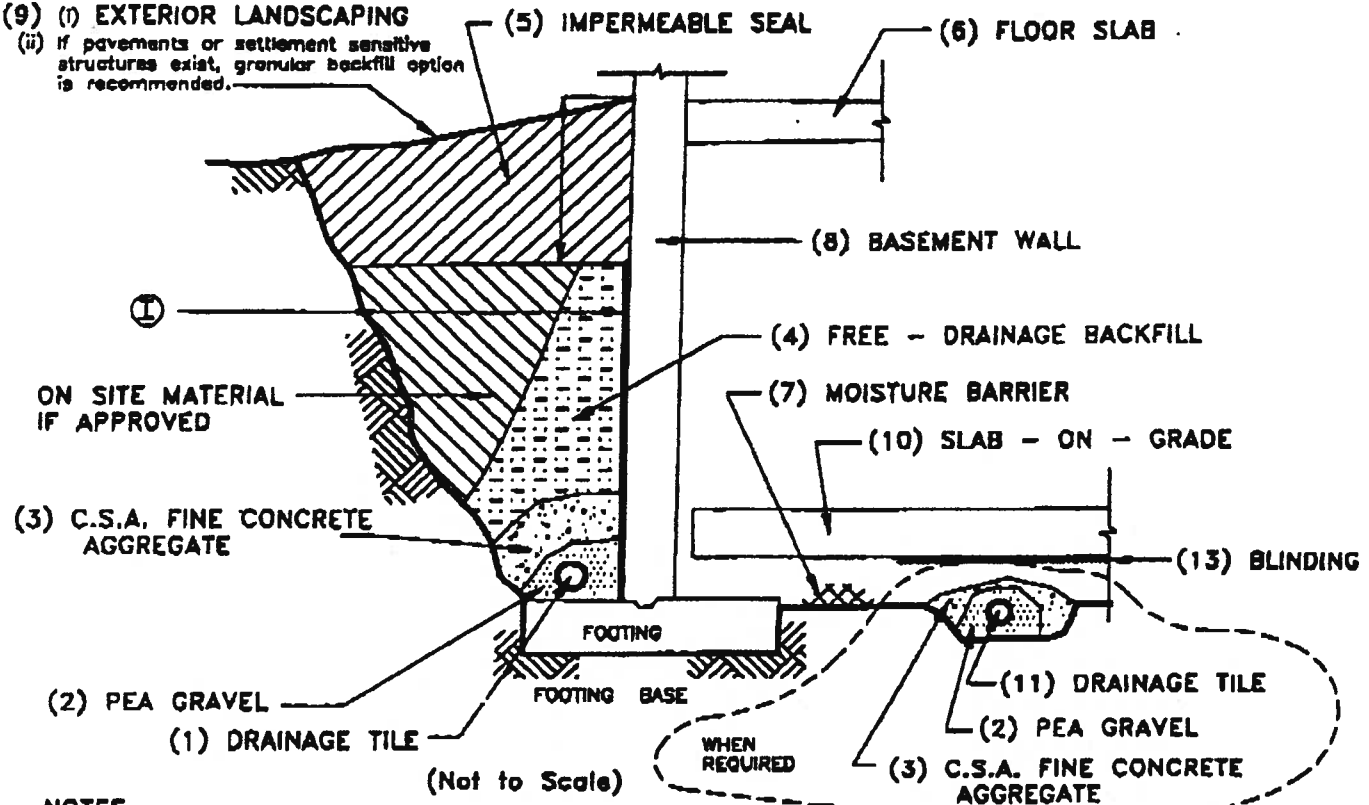 (9) (i) EXTERIOR LANDSCAPING
(ii) If pavements or settlement sensitive
structures exist, granular backfill option
is recommended.
(5) IMPERMEABLE SEAL
(6) FLOOR SLAB
(8) BASEMENT WALL
I
(4) FREE - DRAINAGE BACKFILL
ON SITE MATERIAL
IF APPROVED
(7) MOISTURE BARRIER
(10) SLAB - ON - GRADE
(3) C.S.A. FINE CONCRETE
AGGREGATE
(13) BLINDING
FOOTING
FOOTING BASE
(2) PEA GRAVEL
(1) DRAINAGE TILE
(Not to Scale)
(11) DRAINAGE TILE
(2) PEA GRAVEL
WHEN
REQUIRED
(3) C.S.A. FINE CONCRETE
AGGREGATE